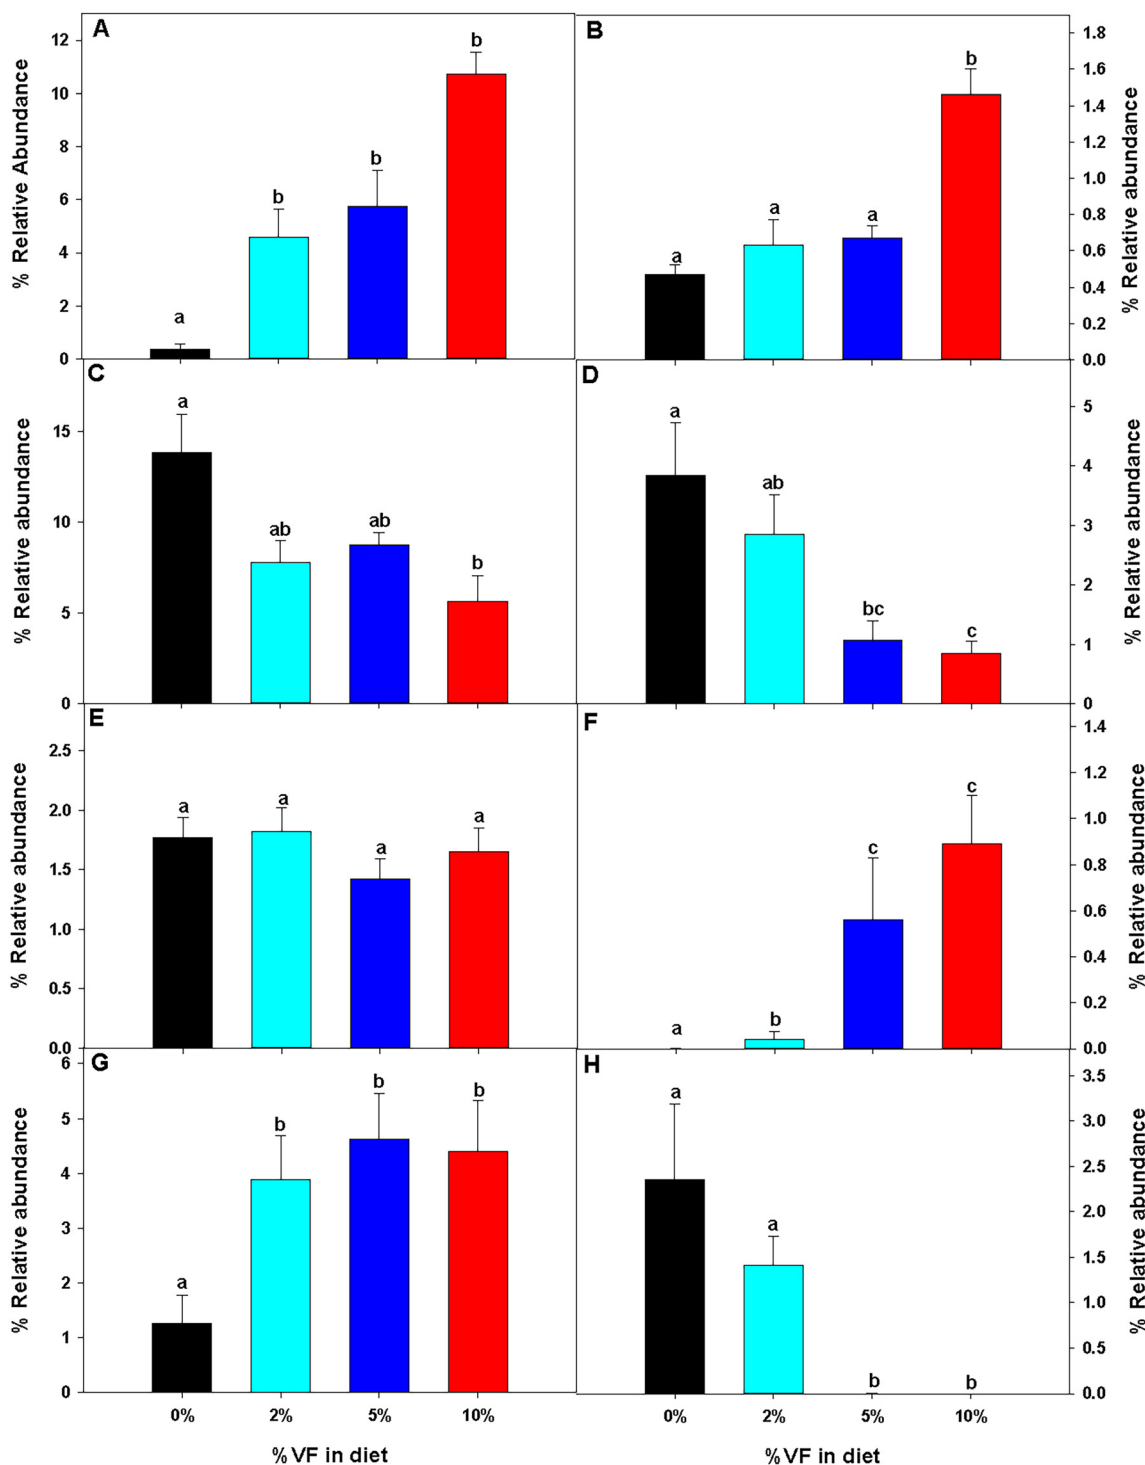 A
% Relative Abundance
12
10
8
6
4
2
0
a
b
b
b
B
% Relative abundance
1.8
1.6
1.4
1.2
1.0
0.8
0.6
0.4
0.2
0.0
a
a
a
b
C
% Relative abundance
15
10
5
0
a
ab
ab
b
D
% Relative abundance
5
4
3
2
1
0
a
ab
bc
c
E
% Relative abundance
2.5
2.0
1.5
1.0
0.5
0.0
a
a
a
a
F
% Relative abundance
1.4
1.2
1.0
0.8
0.6
0.4
0.2
0.0
a
b
c
c
G
% Relative abundance
6
5
4
3
2
1
0
a
b
b
b
0% 2% 5% 10%
% VF in diet
H
% Relative abundance
3.5
3.0
2.5
2.0
1.5
1.0
0.5
0.0
a
a
b
b
0% 2% 5% 10%
% VF in diet